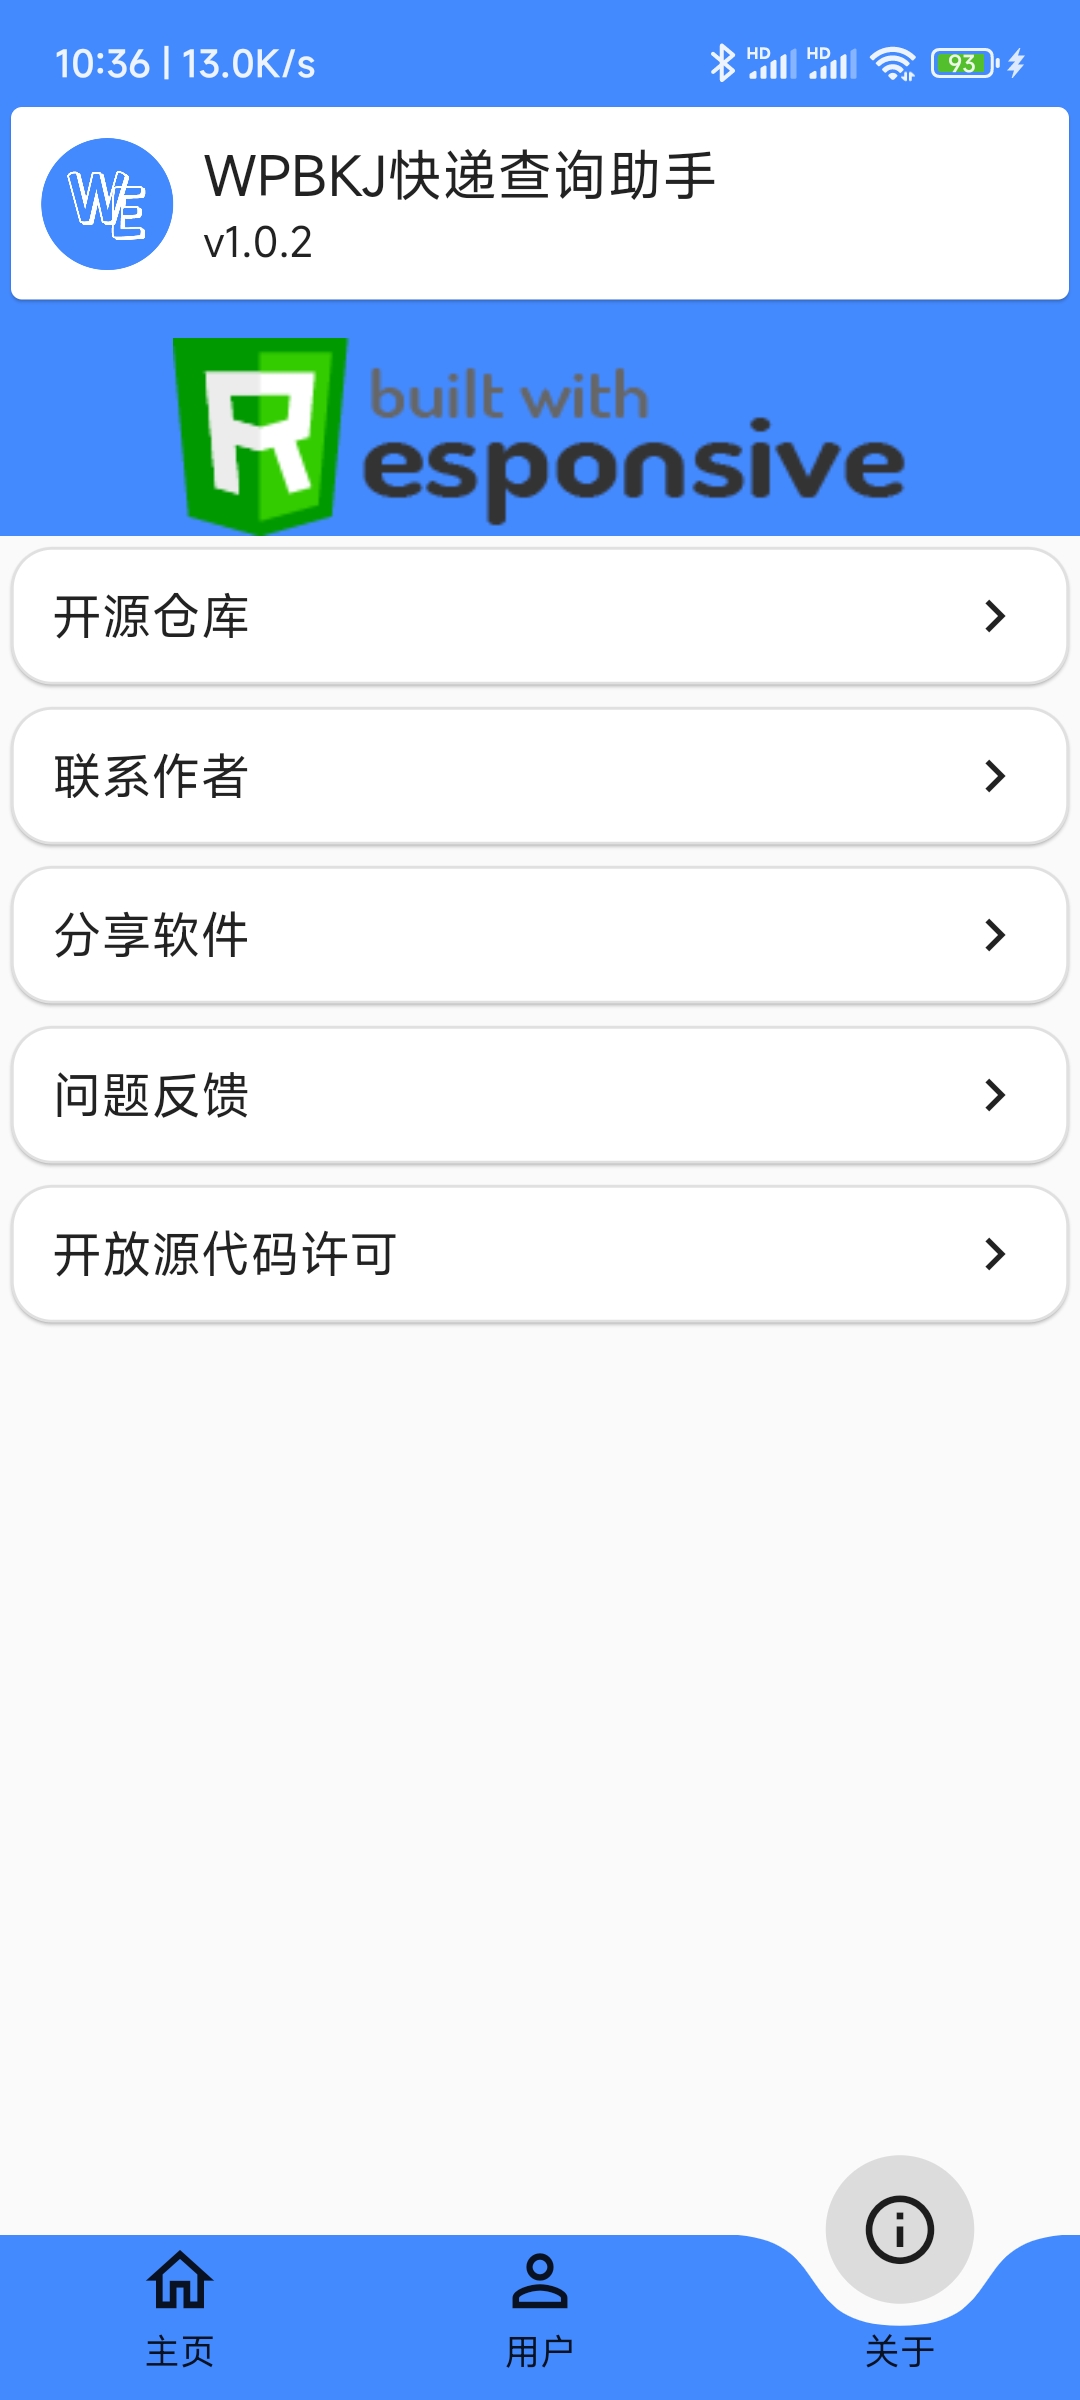 10:36 | 13.0K/s
HD HD 93
WE
WPBKJ快递查询助手
v1.0.2
built with
Responsive
开源仓库
联系作者
分享软件
问题反馈
开放源代码许可
主页 用户 关于